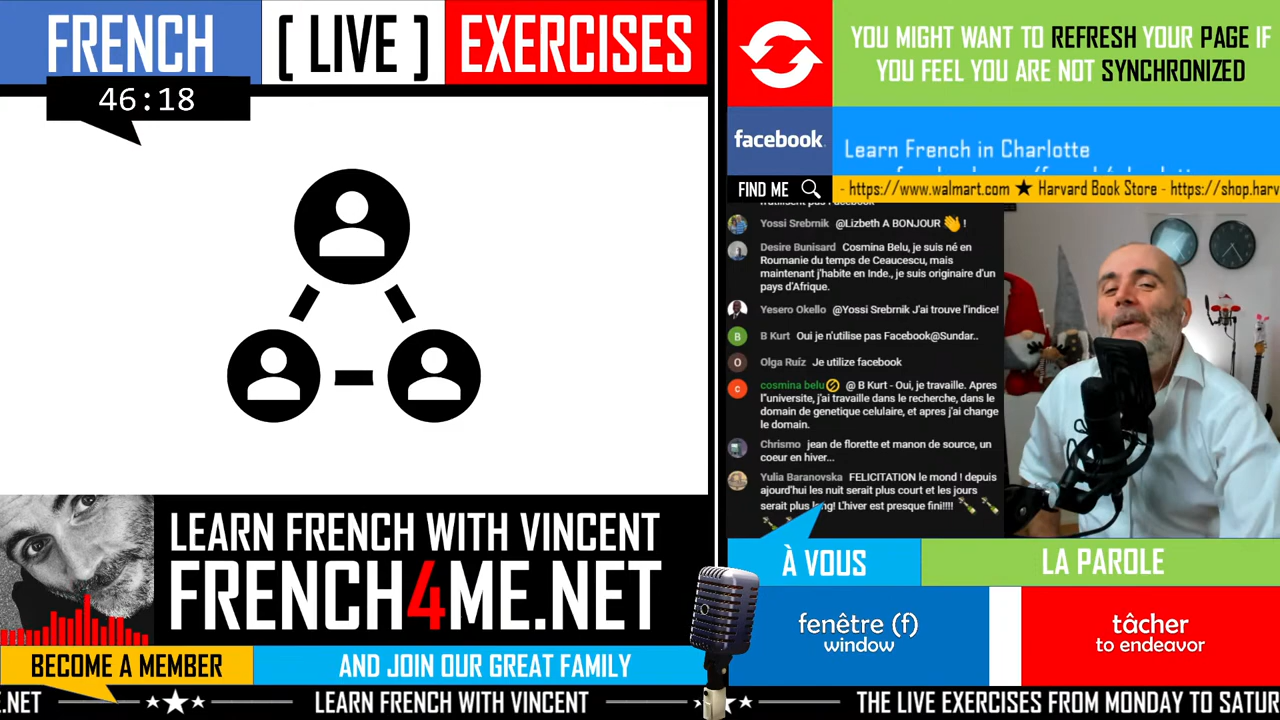 FRENCH
[ LIVE ]
EXERCISES
46:18
YOU MIGHT WANT TO REFRESH YOUR PAGE IF
YOU FEEL YOU ARE NOT SYNCHRONIZED
facebook
Learn French in Charlotte
FIND ME
- https://www.walmart.com ★ Harvard Book Store - https://shop.harv
n'utilisent pas Facebook
Yossi Srebrnik @Lizbeth A BONJOUR 👋 !
Desire Bunisard Cosmina Belu, je suis né en
Roumanie du temps de Ceaucescu, mais
maintenant j'habite en Inde., je suis originaire d'un
pays d'Afrique.
Yesero Okello @Yossi Srebrnik J'ai trouve l'indice!
B Kurt Oui je n'utilise pas Facebook@Sundar..
Olga Ruíz Je utilize facebook
cosmina belu @ B Kurt - Oui, je travaille. Apres
l"universite, j'ai travaille dans le recherche, dans le
domain de genetique celulaire, et apres j'ai change
le domain.
Chrismo jean de florette et manon de source, un
coeur en hiver...
Yulia Baranovska FELICITATION le mond ! depuis
ajourd'hui les nuit serait plus court et les jours
serait plus long! L'hiver est presque fini!!!!
LEARN FRENCH WITH VINCENT
FRENCH4ME.NET
À VOUS
LA PAROLE
fenêtre (f)
window
tâcher
to endeavor
BECOME A MEMBER
AND JOIN OUR GREAT FAMILY
.NET
LEARN FRENCH WITH VINCENT
THE LIVE EXERCISES FROM MONDAY TO SATUR